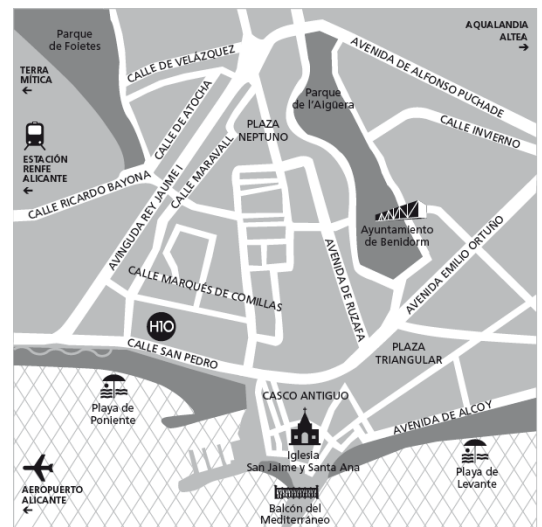 Parque
de Foletes
AQUALANDIA
ALTEA
CALLE DE VELÁZQUEZ
AVENIDA DE ALFONSO PUCHADE
TERRA
MÍTICA
Parque
de l'Aigüera
CALLE DE ATOCHA
PLAZA
NEPTUNO
CALLE INVIERNO
ESTACIÓN
RENFE
ALICANTE
CALLE MARAVALL
CALLE RICARDO BAYONA
AVINGUDA REY JAUME I
Ayuntamiento
de Benidorm
CALLE MARQUÉS DE COMILLAS
AVENIDA DE RUZAFA
AVENIDA EMILIO ORTUÑO
H10
CALLE SAN PEDRO
PLAZA
TRIANGULAR
CASCO ANTIGUO
Playa de
Poniente
AVENIDA DE ALCOY
Iglesia
San Jaime y Santa Ana
Playa de
Levante
AEROPUERTO
ALICANTE
Balcón del
Mediterráneo